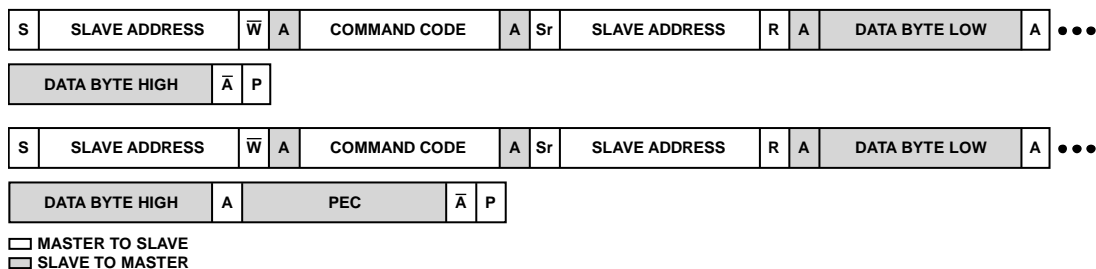 S SLAVE ADDRESS W̅ A COMMAND CODE A Sr SLAVE ADDRESS R A DATA BYTE LOW A •••
DATA BYTE HIGH A̅ P
S SLAVE ADDRESS W̅ A COMMAND CODE A Sr SLAVE ADDRESS R A DATA BYTE LOW A •••
DATA BYTE HIGH A PEC A̅ P
MASTER TO SLAVE
SLAVE TO MASTER